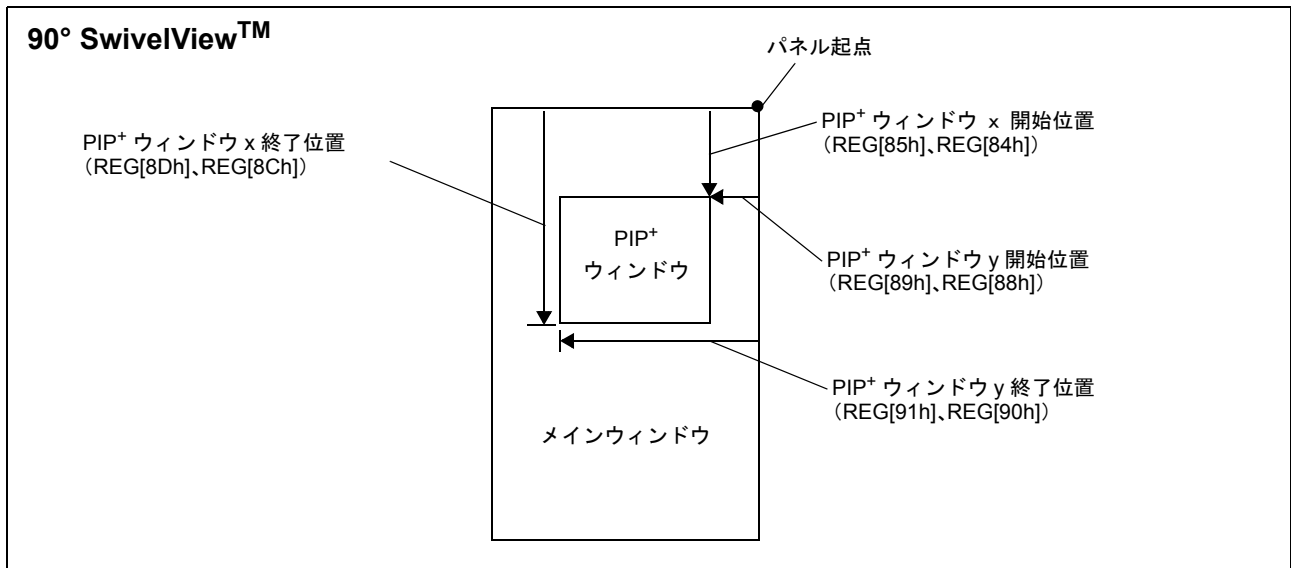 90° SwivelView™
パネル起点
PIP+ ウィンドウ x 終了位置
（REG[8Dh]、REG[8Ch]）
PIP+ ウィンドウ x 開始位置
（REG[85h]、REG[84h]）
PIP+
ウィンドウ
PIP+ ウィンドウ y 開始位置
（REG[89h]、REG[88h]）
PIP+ ウィンドウ y 終了位置
（REG[91h]、REG[90h]）
メインウィンドウ